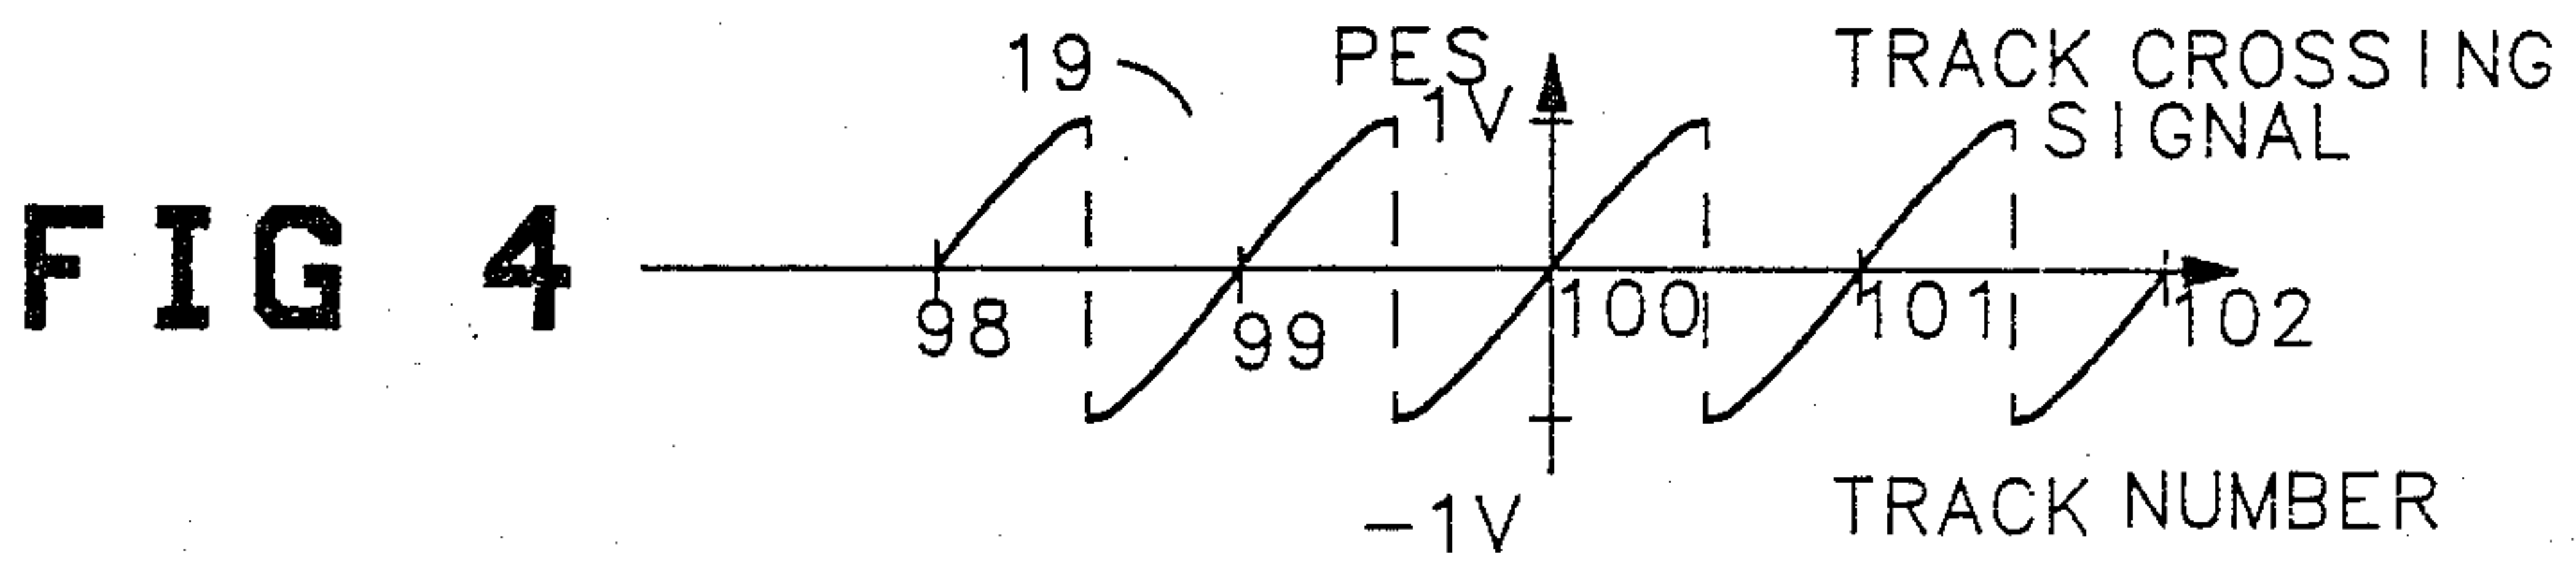 FIG 4
19
PES
1V
TRACK CROSSING
SIGNAL
98
99
100
101
102
-1V
TRACK NUMBER